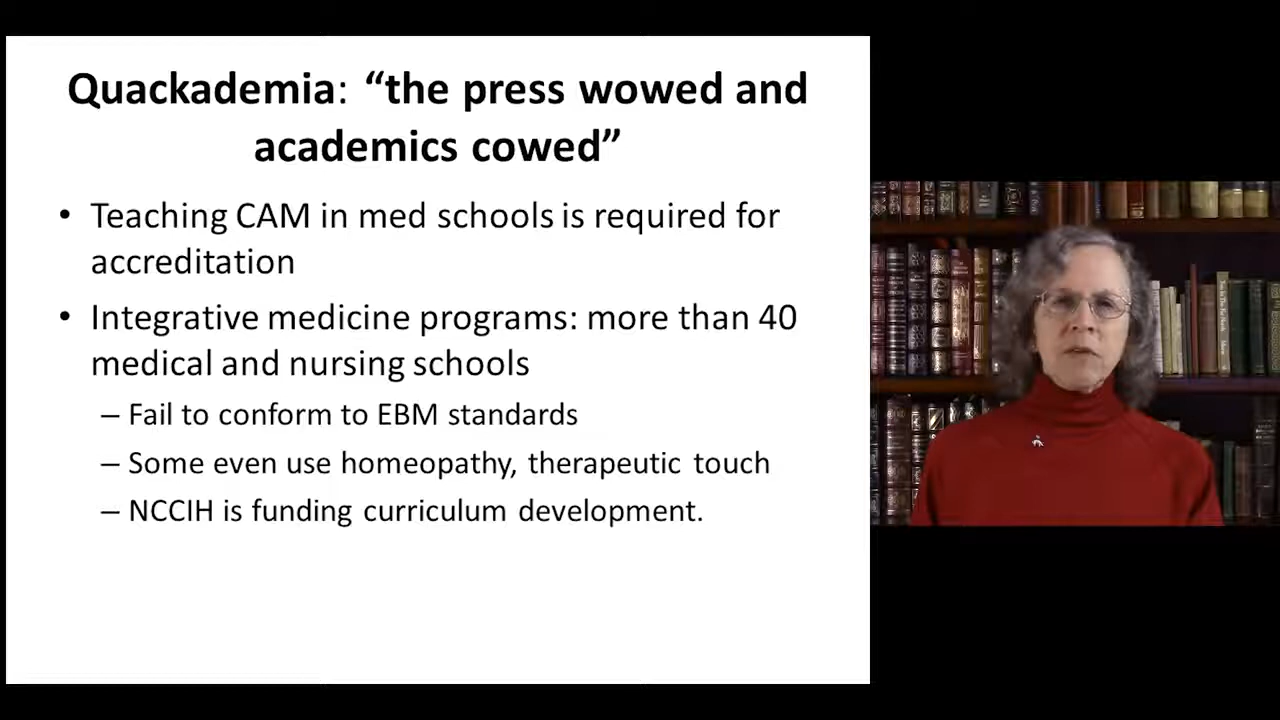 Quackademia: “the press wowed and
academics cowed”
• Teaching CAM in med schools is required for
accreditation
• Integrative medicine programs: more than 40
medical and nursing schools
– Fail to conform to EBM standards
– Some even use homeopathy, therapeutic touch
– NCCIH is funding curriculum development.